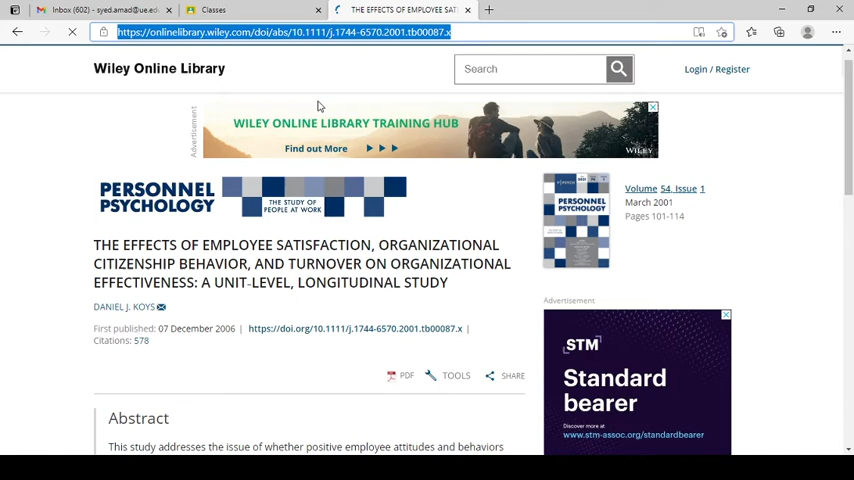 Inbox (602) - syed.amad@ue.ed
Classes
THE EFFECTS OF EMPLOYEE SATI
https://onlinelibrary.wiley.com/doi/abs/10.1111/j.1744-6570.2001.tb00087.x
Wiley Online Library
Search
Login / Register
Advertisement
WILEY ONLINE LIBRARY TRAINING HUB
Find out More
WILEY
PERSONNEL
PSYCHOLOGY
THE STUDY OF
PEOPLE AT WORK
PERSONNEL
PSYCHOLOGY
Volume 54, Issue 1
March 2001
Pages 101-114
THE EFFECTS OF EMPLOYEE SATISFACTION, ORGANIZATIONAL
CITIZENSHIP BEHAVIOR, AND TURNOVER ON ORGANIZATIONAL
EFFECTIVENESS: A UNIT-LEVEL, LONGITUDINAL STUDY
DANIEL J. KOYS
First published: 07 December 2006 | https://doi.org/10.1111/j.1744-6570.2001.tb00087.x |
Citations: 578
Advertisement
PDF TOOLS SHARE
STM
Standard
bearer
Discover more at
www.stm-assoc.org/standardbearer
Abstract
This study addresses the issue of whether positive employee attitudes and behaviors